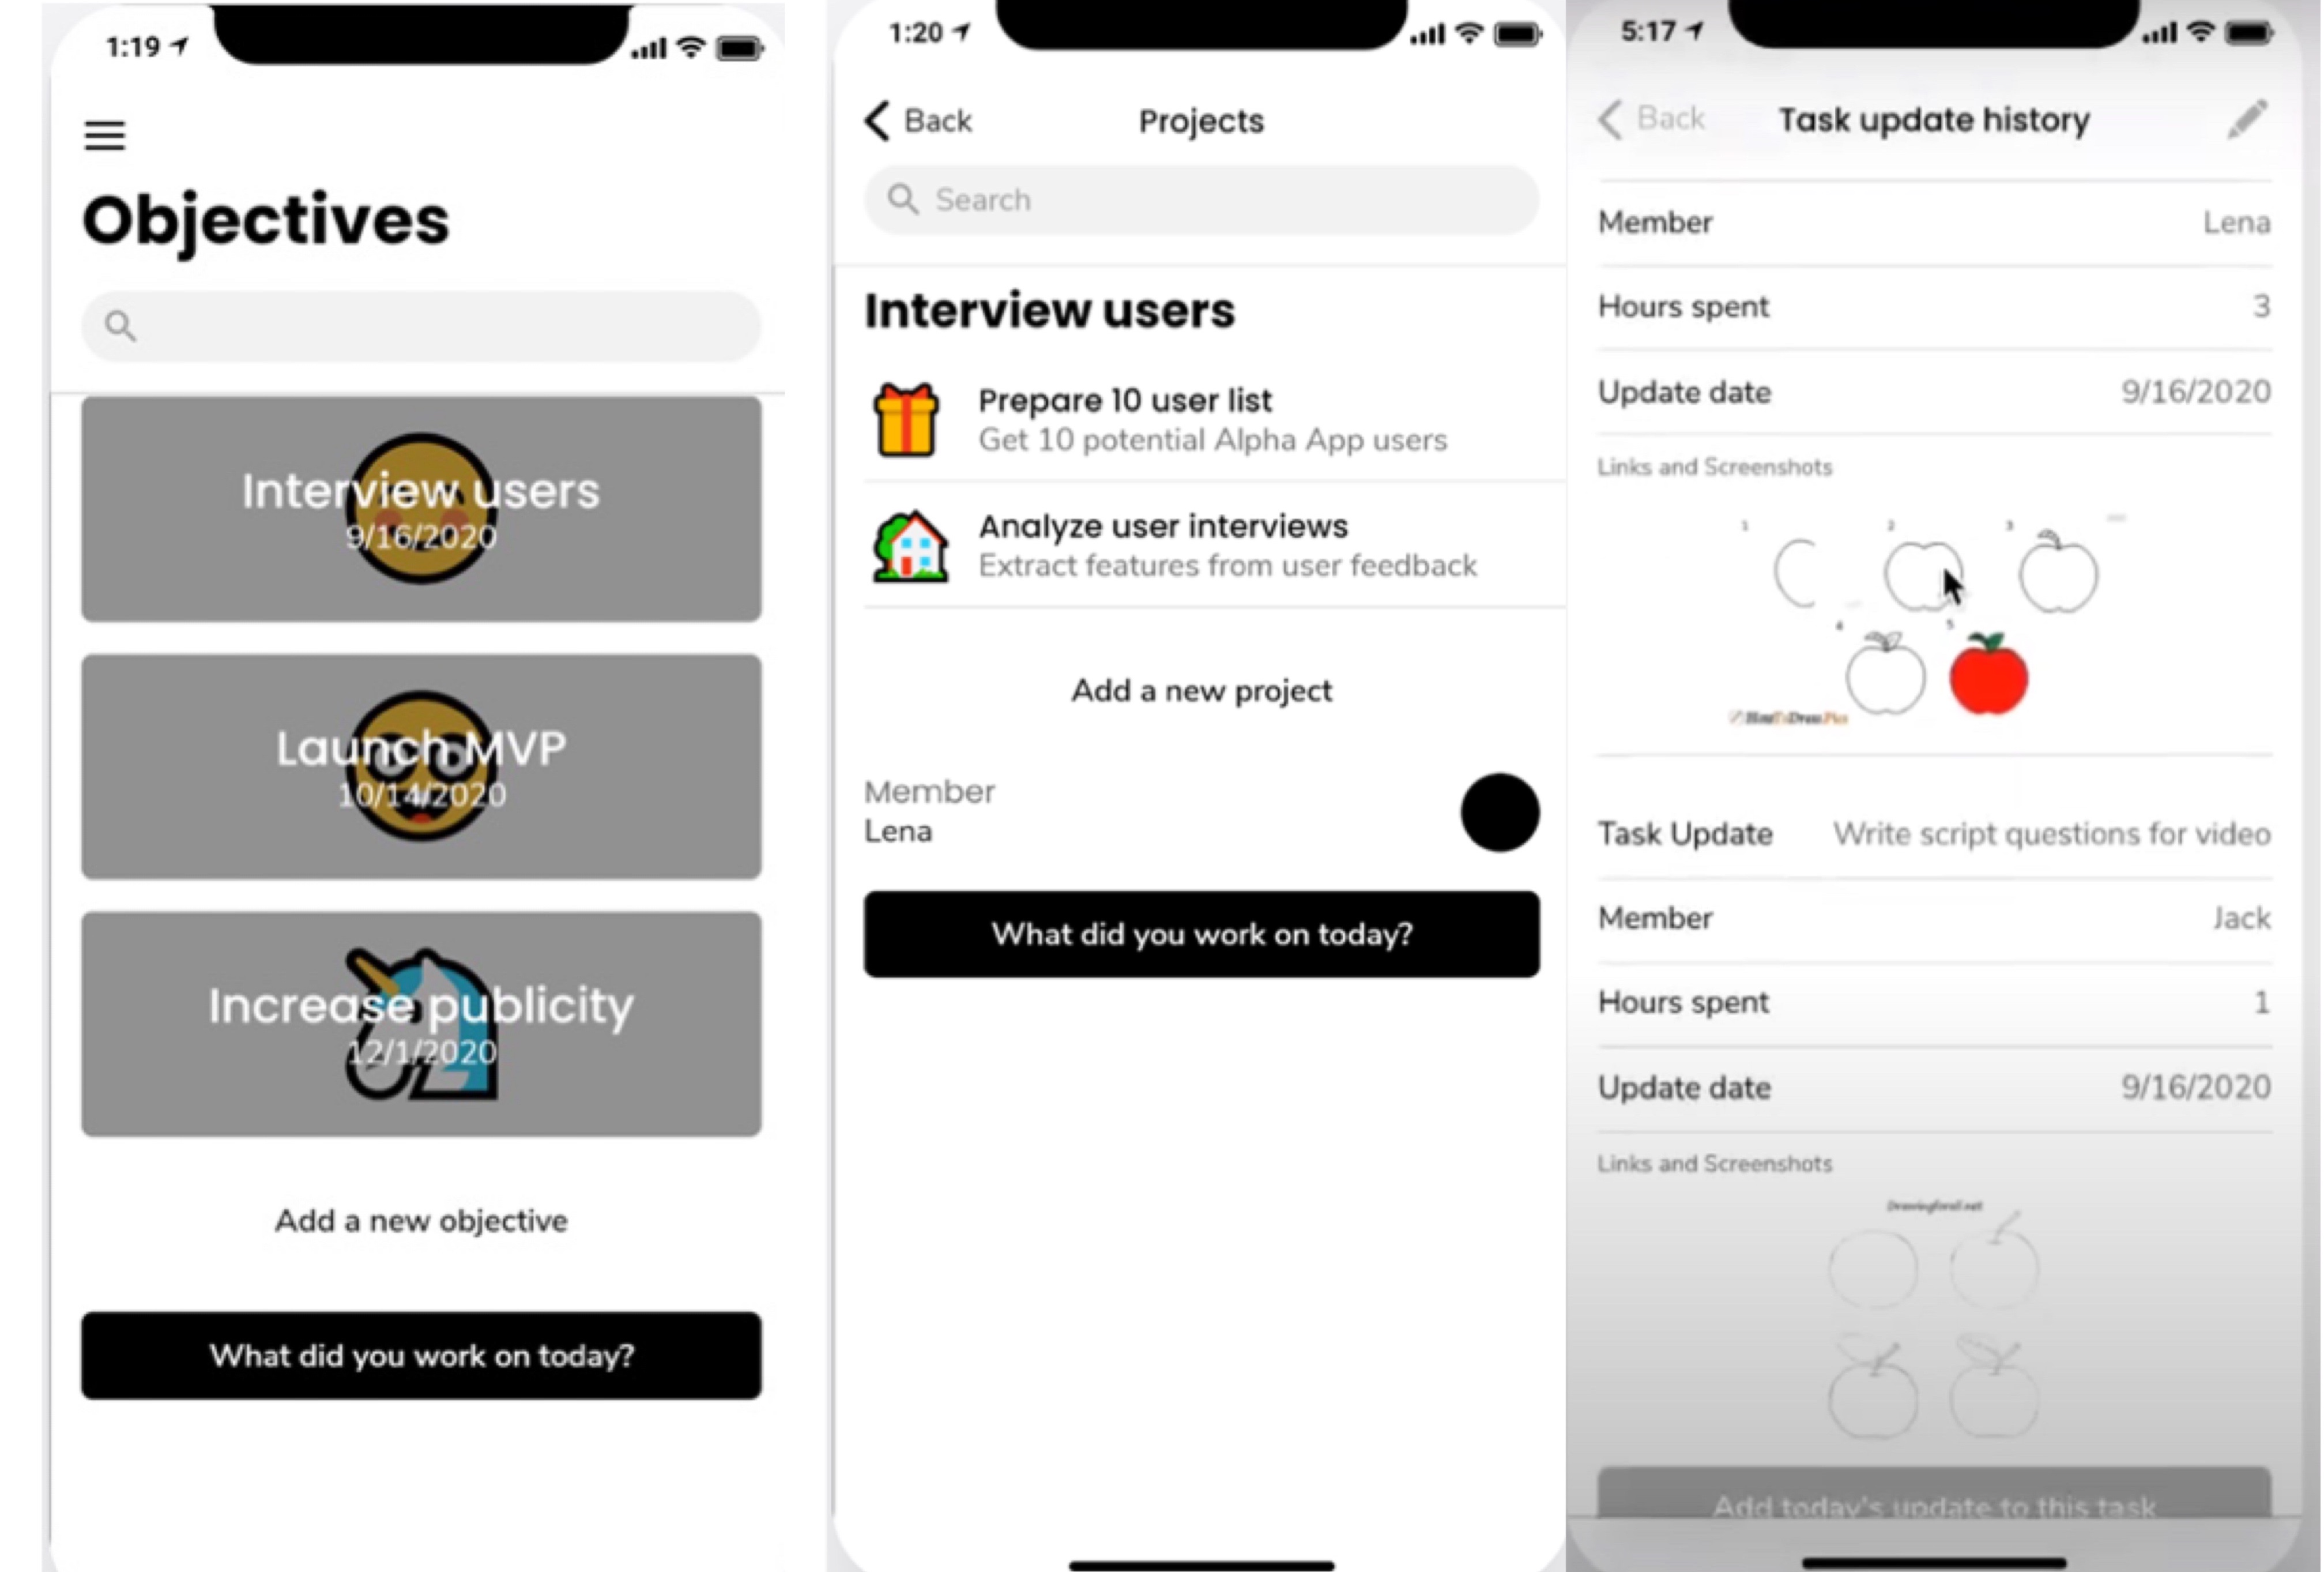 1:19
Objectives
Interview users
9/16/2020
Launch MVP
10/14/2020
Increase publicity
12/1/2020
Add a new objective
What did you work on today?
1:20
Back
Projects
Search
Interview users
Prepare 10 user list
Get 10 potential Alpha App users
Analyze user interviews
Extract features from user feedback
Add a new project
Member
Lena
What did you work on today?
5:17
Back
Task update history
Member
Lena
Hours spent
3
Update date
9/16/2020
Links and Screenshots
1
2
3
4
5
HowToDraw.Pics
Task Update
Write script questions for video
Member
Jack
Hours spent
1
Update date
9/16/2020
Links and Screenshots
Drawingforall.net
Add today's update to this task